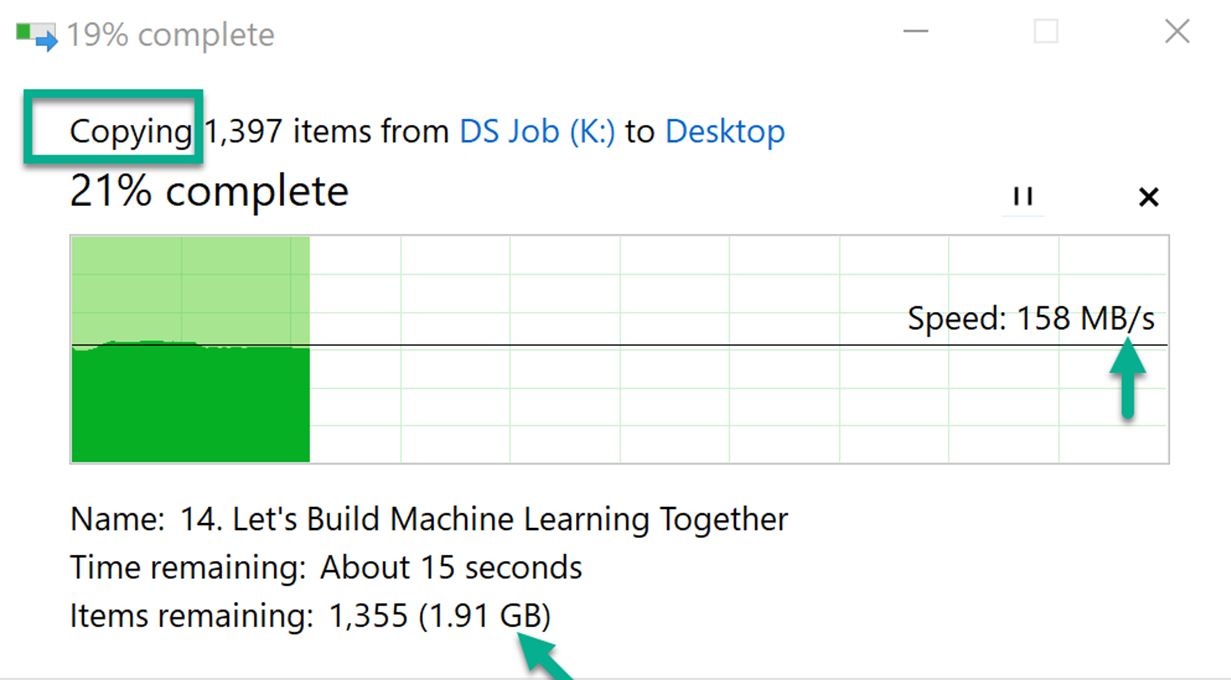 19% complete
Copying 1,397 items from DS Job (K:) to Desktop
21% complete
Speed: 158 MB/s
Name: 14. Let's Build Machine Learning Together
Time remaining: About 15 seconds
Items remaining: 1,355 (1.91 GB)